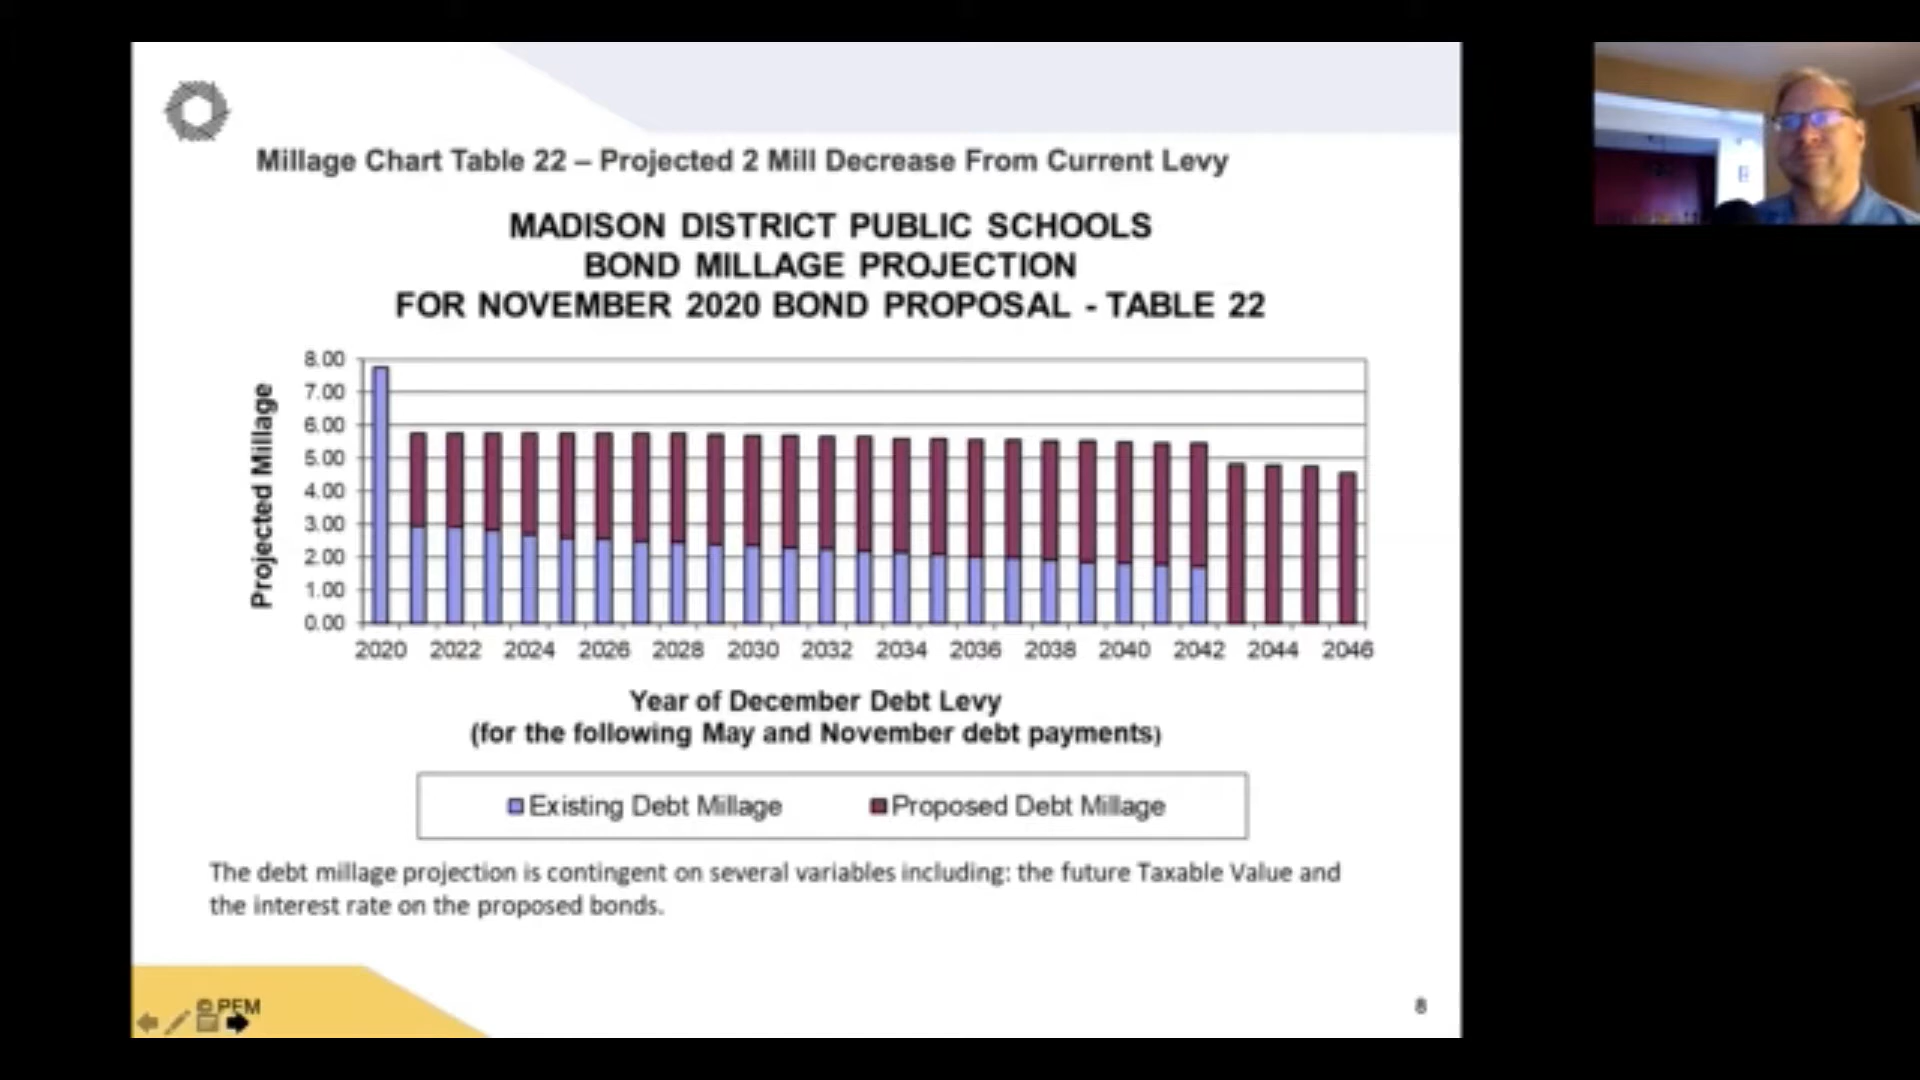 Millage Chart Table 22 – Projected 2 Mill Decrease From Current Levy
MADISON DISTRICT PUBLIC SCHOOLS
BOND MILLAGE PROJECTION
FOR NOVEMBER 2020 BOND PROPOSAL - TABLE 22
Projected Millage
8.00
7.00
6.00
5.00
4.00
3.00
2.00
1.00
0.00
2020 2022 2024 2026 2028 2030 2032 2034 2036 2038 2040 2042 2044 2046
Year of December Debt Levy
(for the following May and November debt payments)
Existing Debt Millage Proposed Debt Millage
The debt millage projection is contingent on several variables including: the future Taxable Value and
the interest rate on the proposed bonds.
© PFM
8